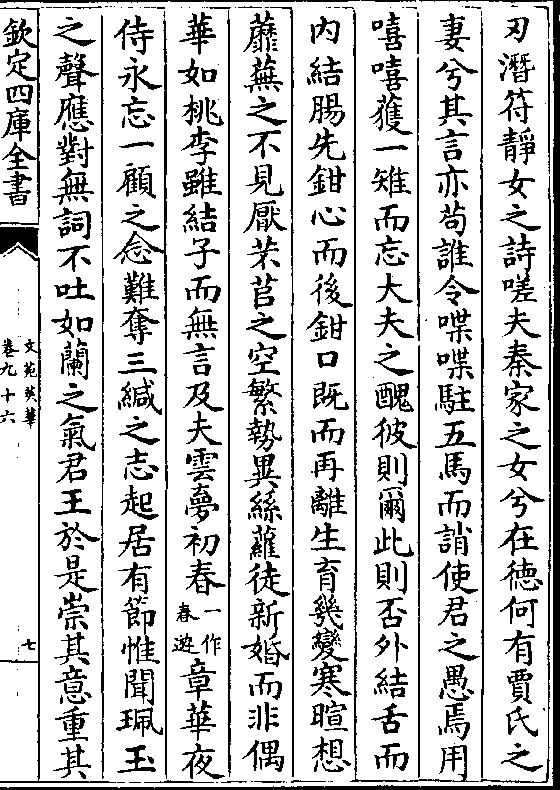 刃潛符靜女之詩嗟夫秦家之女兮在德何有賈氏之
妻兮其言亦苟誰令喋喋駐五馬而誚使君之愚焉用
嘻嘻獲一雉而忘大夫之醜彼則爾此則否外結舌而
内結腸先鉗心而後鉗口既而再離生育幾變寒暄想
蘼蕪之不見厭芣苢之空繁勢異絲蘿徒新婚而非偶
華如桃李雖結子而無言及夫雲夢初春一作春遊章華夜
侍永忘一顧之念難奪三緘之志起居有節惟聞珮玉
之聲應對無詞不吐如蘭之氣君王於是崇其意重其
欽定四庫全書
文苑英華
卷九十六
七